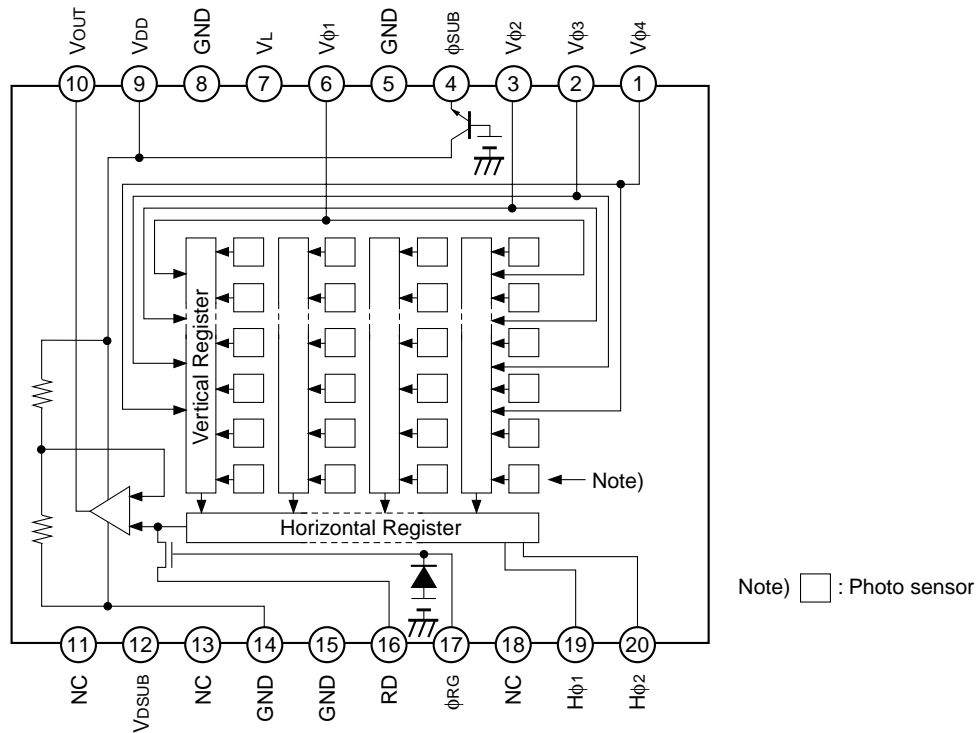 VOUT
VDD
GND
VL
Vφ1
GND
φSUB
Vφ2
Vφ3
Vφ4
10
9
8
7
6
5
4
3
2
1
Vertical Register
Note)
Horizontal Register
Note) : Photo sensor
11
12
13
14
15
16
17
18
19
20
NC
VDSUB
NC
GND
GND
RD
φRG
NC
Hφ1
Hφ2